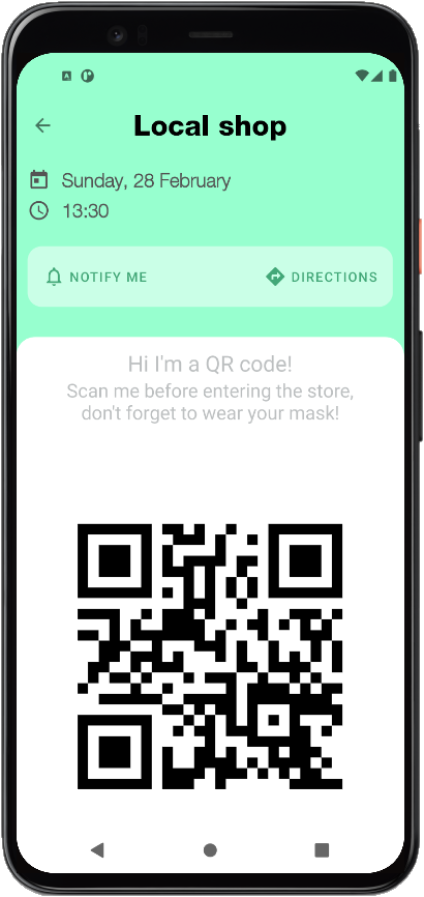 Local shop
Sunday, 28 February
13:30
NOTIFY ME
DIRECTIONS
Hi I'm a QR code!
Scan me before entering the store,
don't forget to wear your mask!